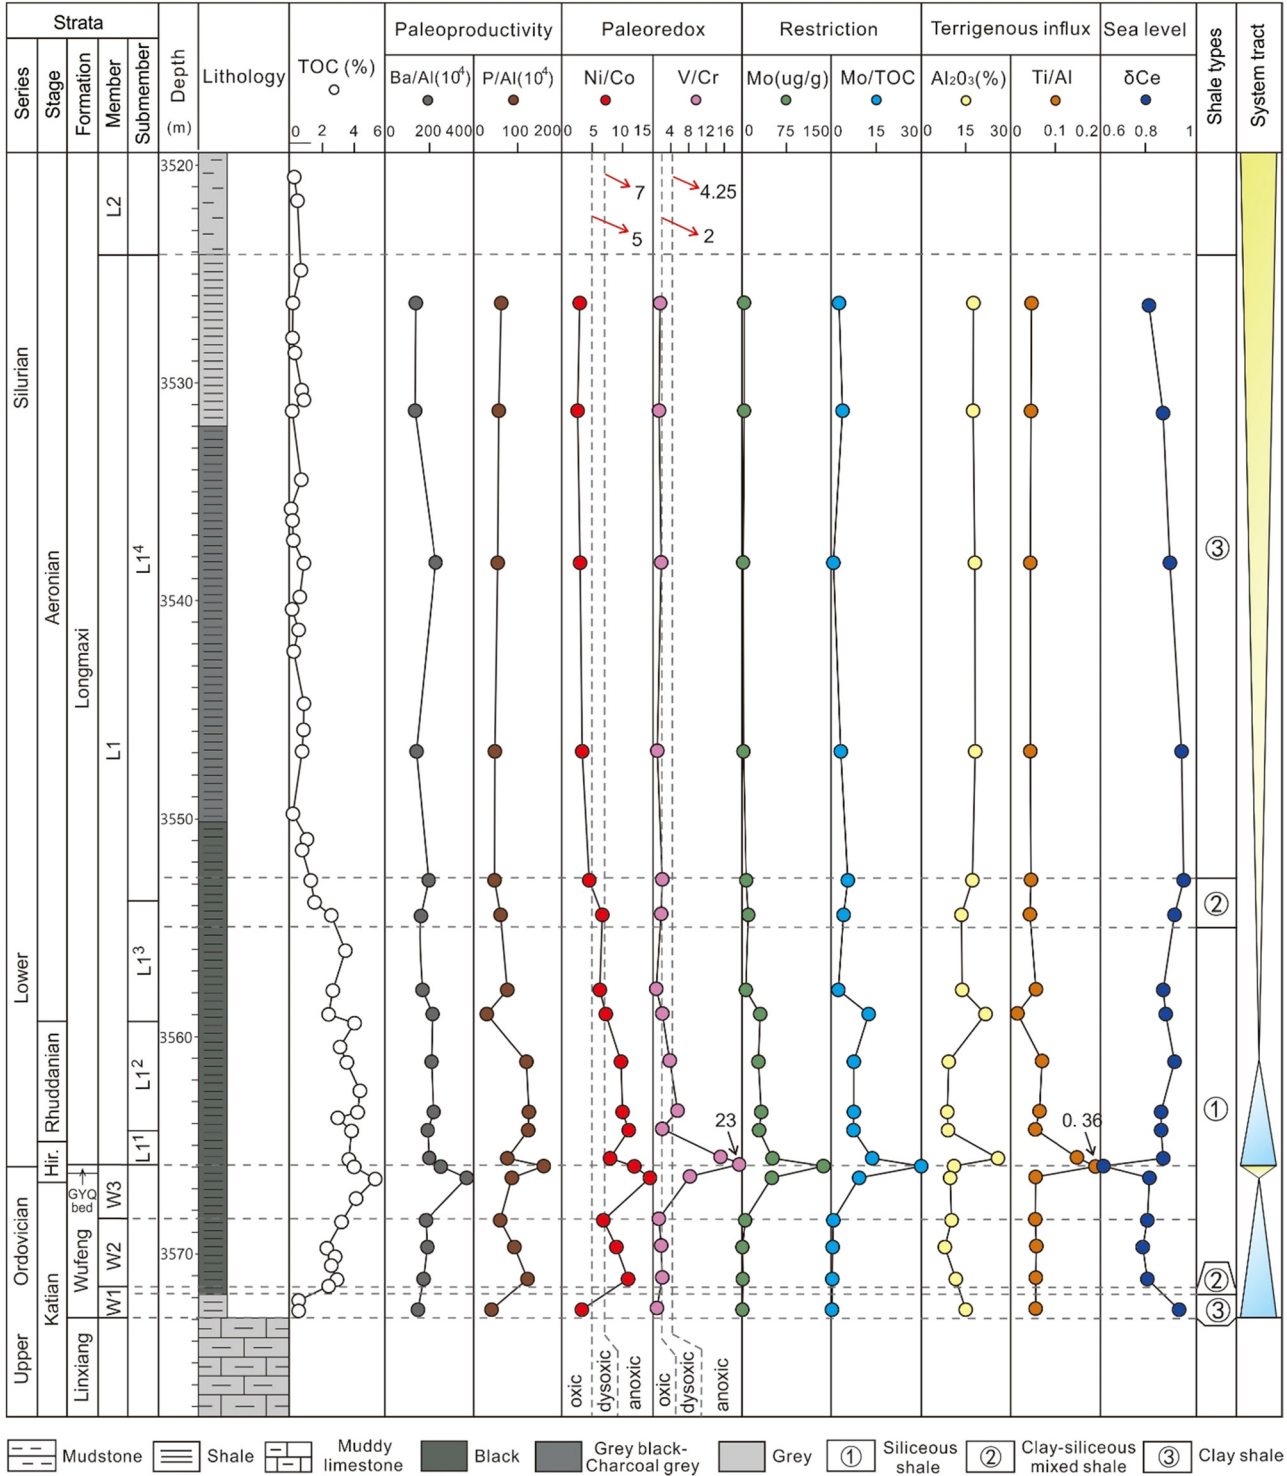 Strata
Series
Stage
Formation
Member
Submember
Depth
(m)
Lithology
TOC (%)
0 2 4 6
Paleoproductivity
Ba/Al(10⁴)
0 200 400
P/Al(10⁴)
0 100 200
Paleoredox
Ni/Co
0 5 10 15
V/Cr
4 8 12 16
Restriction
Mo(ug/g)
0 75 150
Mo/TOC
0 15 30
Terrigenous influx
Al₂O₃(%)
0 15 30
Ti/Al
0 0.1 0.2
Sea level
δCe
0.6 0.8 1
Shale types
System tract
Silurian
Lower
Ordovician
Upper
Aeronian
Rhuddanian
Hir.
Katian
Longmaxi
GYQ
bed
Wufeng
Linxiang
L2
L1
W3
W2
W1
L1⁴
L1³
L1²
L1¹
3520
3530
3540
3550
3560
3570
7
5
4.25
2
23
0.36
oxic
dysoxic
anoxic
oxic
dysoxic
anoxic
③
②
①
②
③
Mudstone
Shale
Muddy
limestone
Black
Grey black-
Charcoal grey
Grey
① Siliceous
shale
② Clay-siliceous
mixed shale
③ Clay shale